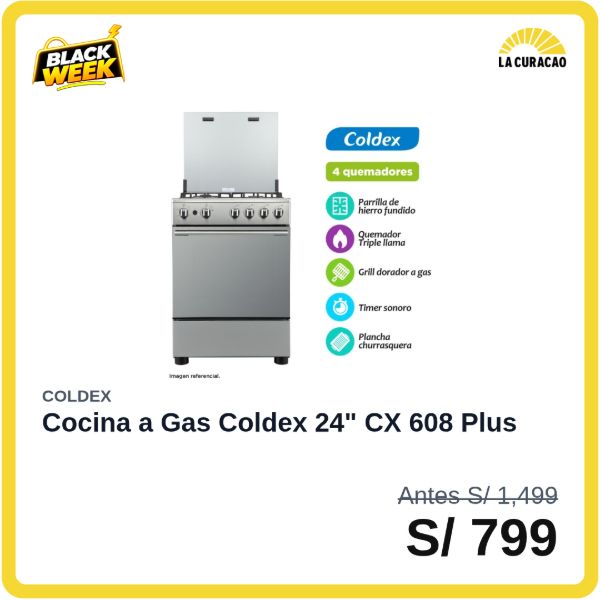 BLACK
WEEK
LA CURACAO
Coldex
4 quemadores
Parrilla de
hierro fundido
Quemador
Triple llama
Grill dorador a gas
Timer sonoro
Plancha
churrasquera
Imagen referencial.
COLDEX
Cocina a Gas Coldex 24" CX 608 Plus
Antes S/ 1,499
S/ 799